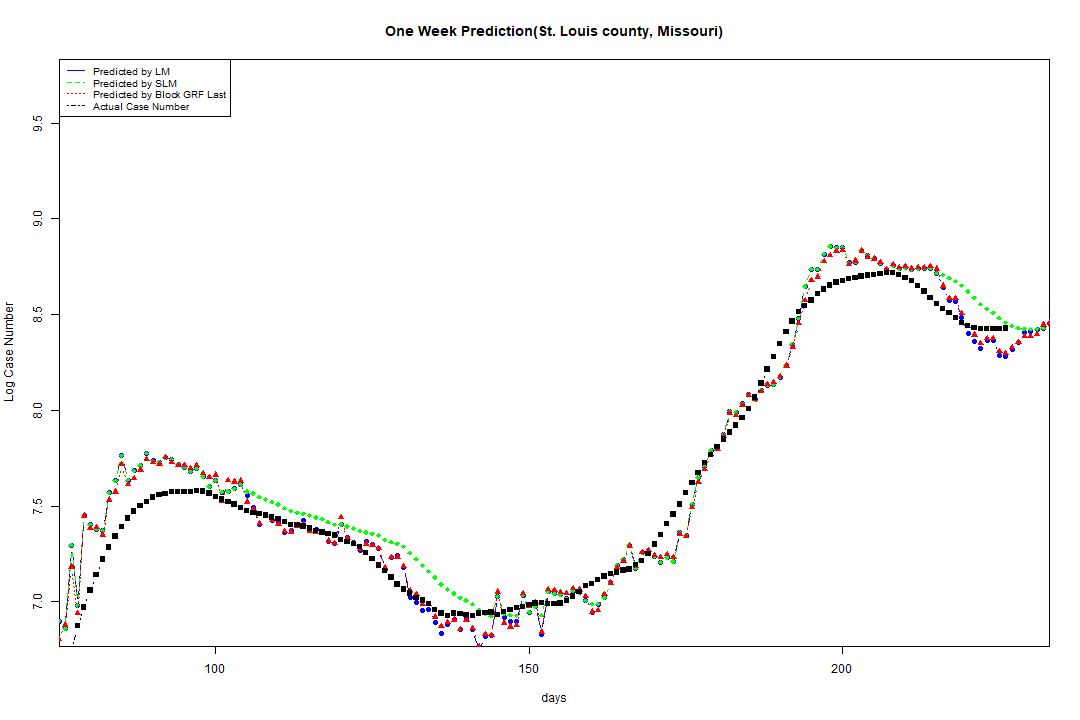 One Week Prediction(St. Louis county, Missouri)
Predicted by LM
Predicted by SLM
Predicted by Block GRF Last
Actual Case Number
9.5
9.0
8.5
8.0
7.5
7.0
Log Case Number
100 150 200
days